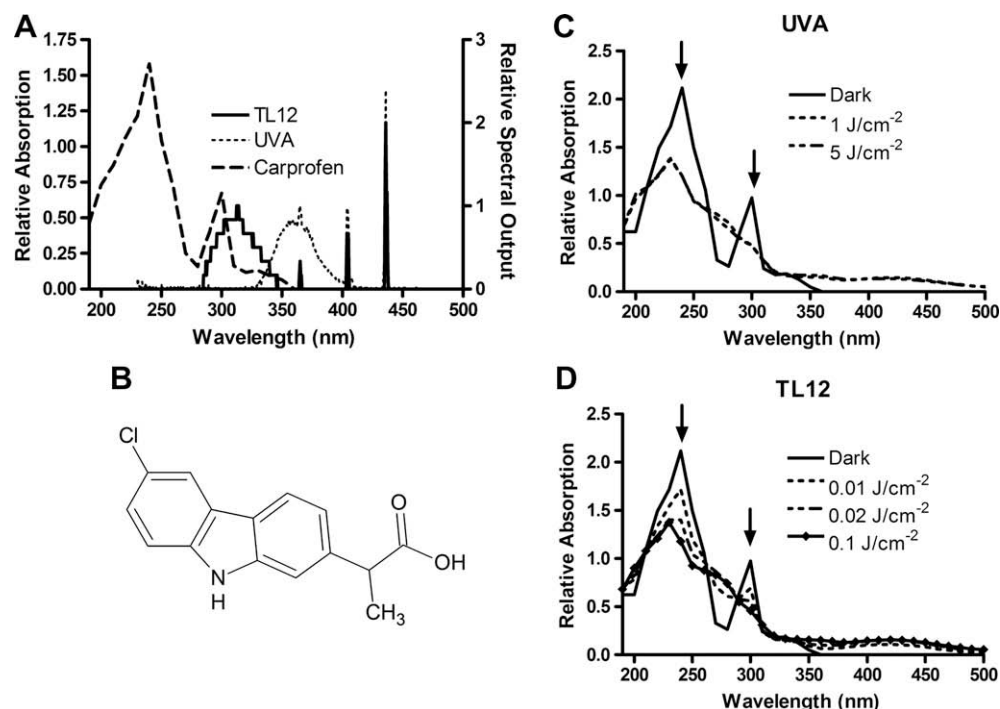 A
Relative Absorption
1.75
1.50
1.25
1.00
0.75
0.50
0.25
0.00
3
2
1
0
Relative Spectral Output
TL12
UVA
Carprofen
200 250 300 350 400 450 500
Wavelength (nm)
B
Cl
N
H
O
OH
CH3
C
UVA
Relative Absorption
2.5
2.0
1.5
1.0
0.5
0.0
Dark
1 J/cm-2
5 J/cm-2
200 250 300 350 400 450 500
Wavelength (nm)
D
TL12
Relative Absorption
2.5
2.0
1.5
1.0
0.5
0.0
Dark
0.01 J/cm-2
0.02 J/cm-2
0.1 J/cm-2
200 250 300 350 400 450 500
Wavelength (nm)